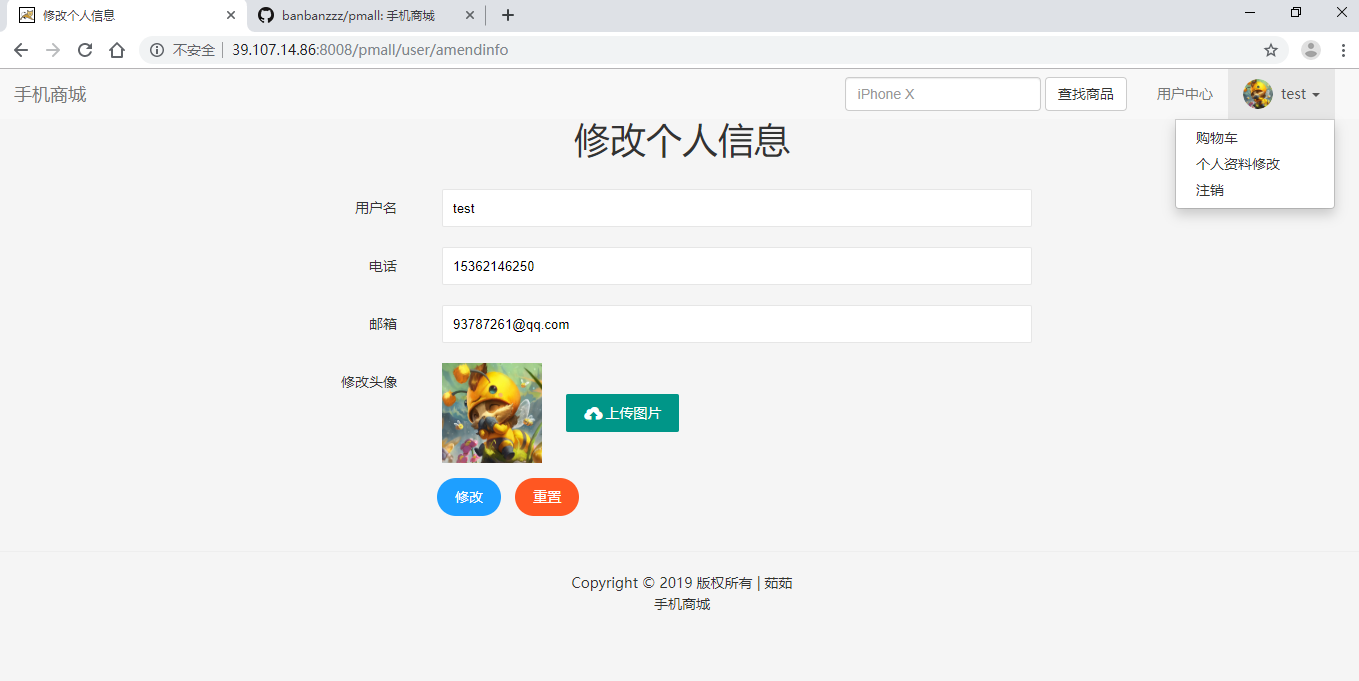 修改个人信息
banbanzzz/pmall: 手机商城
不安全
39.107.14.86:8008/pmall/user/amendinfo
手机商城
iPhone X
查找商品
用户中心
test
购物车
个人资料修改
注销
修改个人信息
用户名
test
电话
15362146250
邮箱
93787261@qq.com
修改头像
上传图片
修改
重置
Copyright © 2019 版权所有 | 茹茹
手机商城